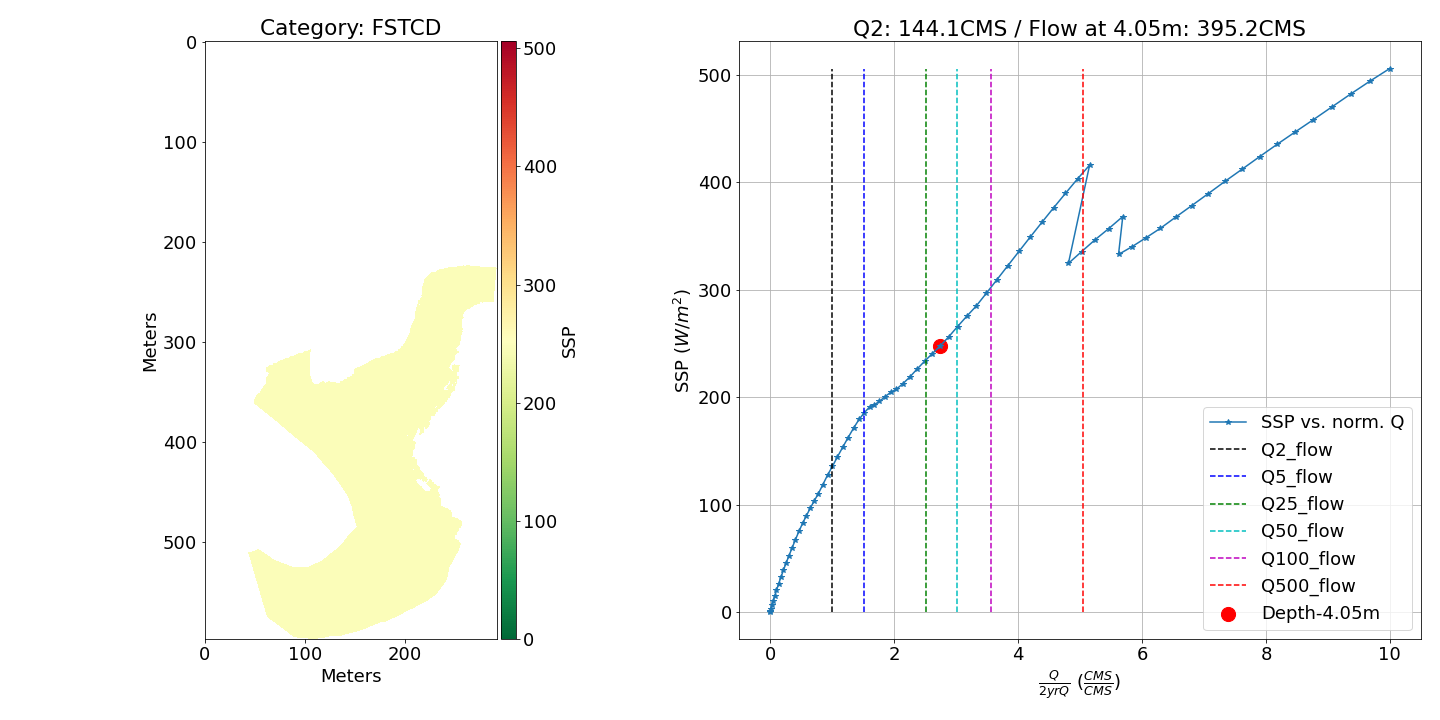 Category: FSTCD
0
100
200
300
400
500
Meters
0
100
200
Meters
500
400
300
200
100
0
SSP
Q2: 144.1CMS / Flow at 4.05m: 395.2CMS
500
400
300
200
100
0
SSP (W/m²)
0
2
4
6
8
10
Q/2yrQ (CMS/CMS)
SSP vs. norm. Q
Q2_flow
Q5_flow
Q25_flow
Q50_flow
Q100_flow
Q500_flow
Depth-4.05m